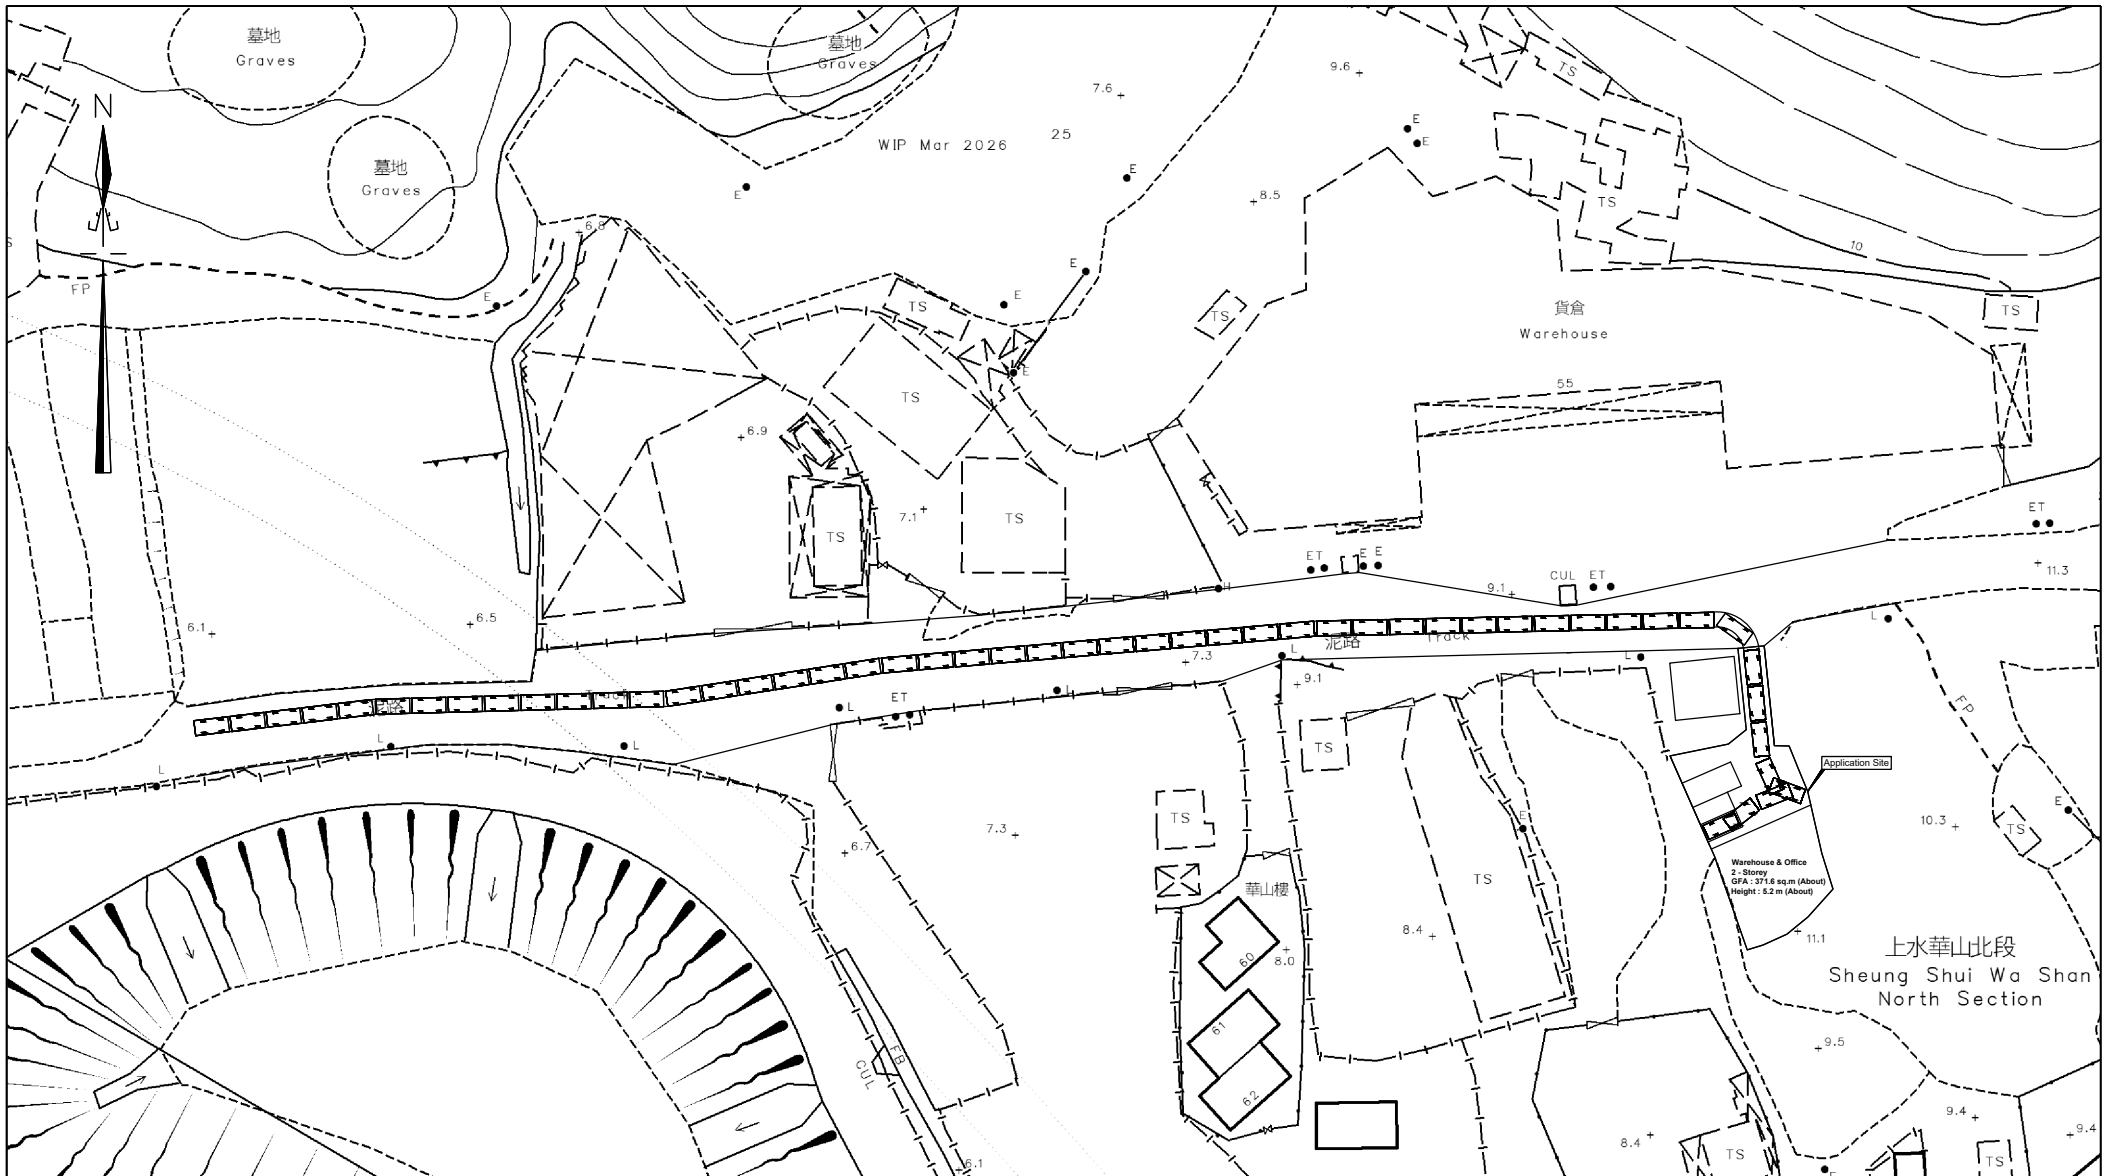 墓地
Graves
墓地
Graves
墓地
Graves
N
FP
WIP Mar 2026
25
7.6
9.6
8.5
E
E
E
E
E
E
E
E
6.8
TS
TS
TS
TS
TS
10
貨倉
Warehouse
55
6.9
TS
TS
TS
7.1
6.1
6.5
ET
E
E
9.1
CUL
ET
ET
11.3
H
泥路
Track
泥路
7.3
L
9.1
L
L
L
L
L
L
L
ET
FP
TS
Application Site
TS
7.3
6.7
E
10.3
E
TS
華山樓
TS
Warehouse & Office
2 - Storey
GFA : 371.6 sq.m (About)
Height : 5.2 m (About)
8.4
11.1
上水華山北段
Sheung Shui Wa Shan
North Section
60
8.0
61
62
FB
CUL
9.5
9.4
9.4
8.4
TS
TS
E
6.1